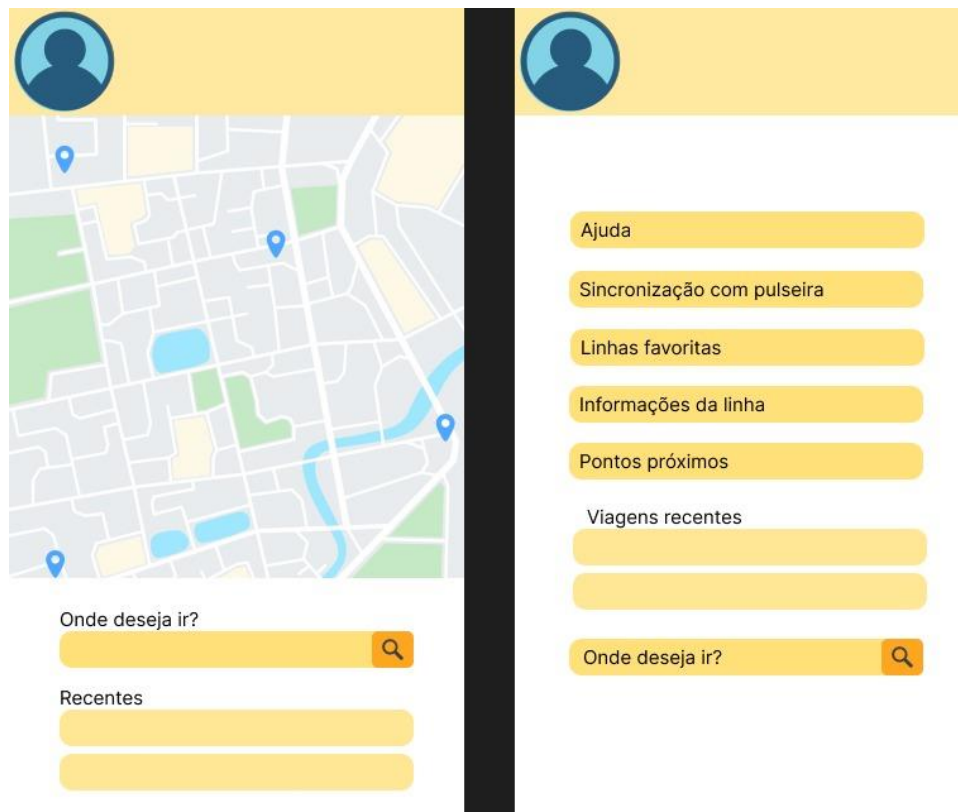 Onde deseja ir?
Recentes
Ajuda
Sincronização com pulseira
Linhas favoritas
Informações da linha
Pontos próximos
Viagens recentes
Onde deseja ir?